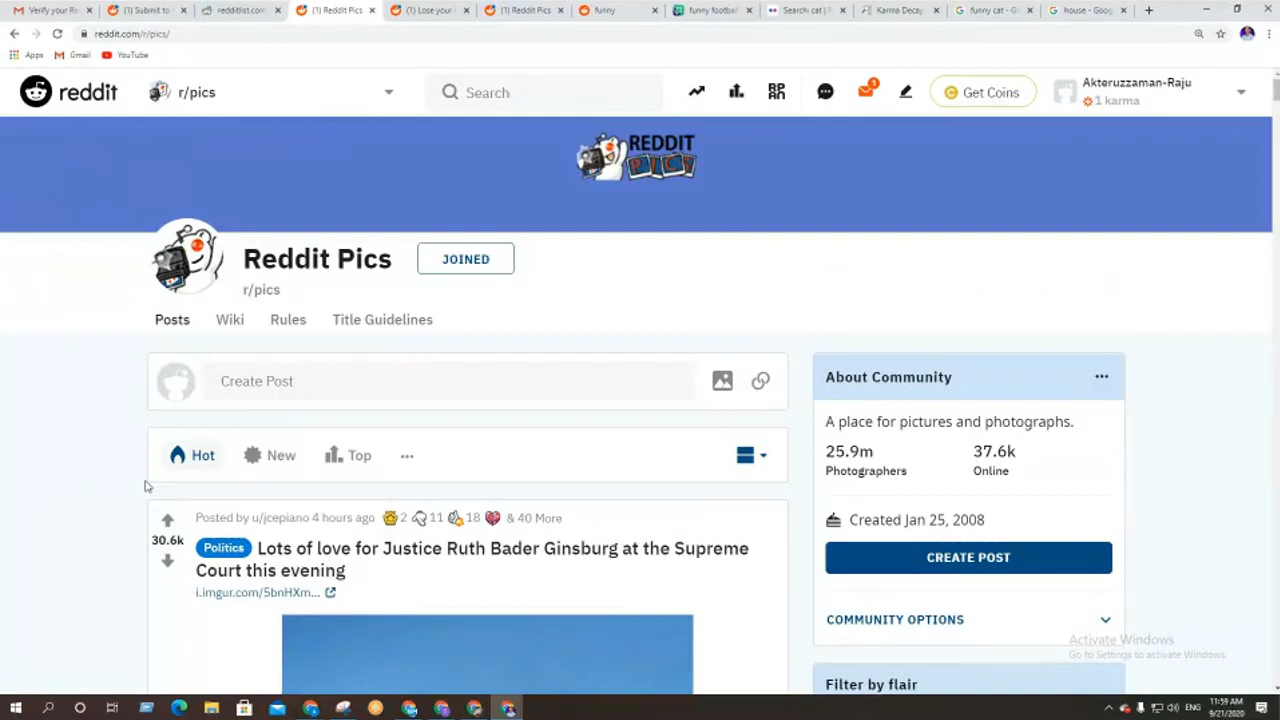 Verify your Re
(1) Submit to
redditlist.com
(1) Reddit Pics
(1) Lose your
(1) Reddit Pics
funny
funny footbal
Search: cat |
Karma Decay
funny cat - G
house - Goog
reddit.com/r/pics/
Apps Gmail YouTube
reddit r/pics Search Get Coins Akteruzzaman-Raju
1 karma
REDDIT
PICS
Reddit Pics JOINED
r/pics
Posts Wiki Rules Title Guidelines
Create Post
Hot New Top
About Community
A place for pictures and photographs.
25.9m 37.6k
Photographers Online
Created Jan 25, 2008
CREATE POST
COMMUNITY OPTIONS
Filter by flair
Posted by u/jcepiano 4 hours ago 2 11 18 & 40 More
30.6k
Politics Lots of love for Justice Ruth Bader Ginsburg at the Supreme
Court this evening
i.imgur.com/5bnHXm...
Activate Windows
Go to Settings to activate Windows.
ENG
11:59 AM
9/21/2020